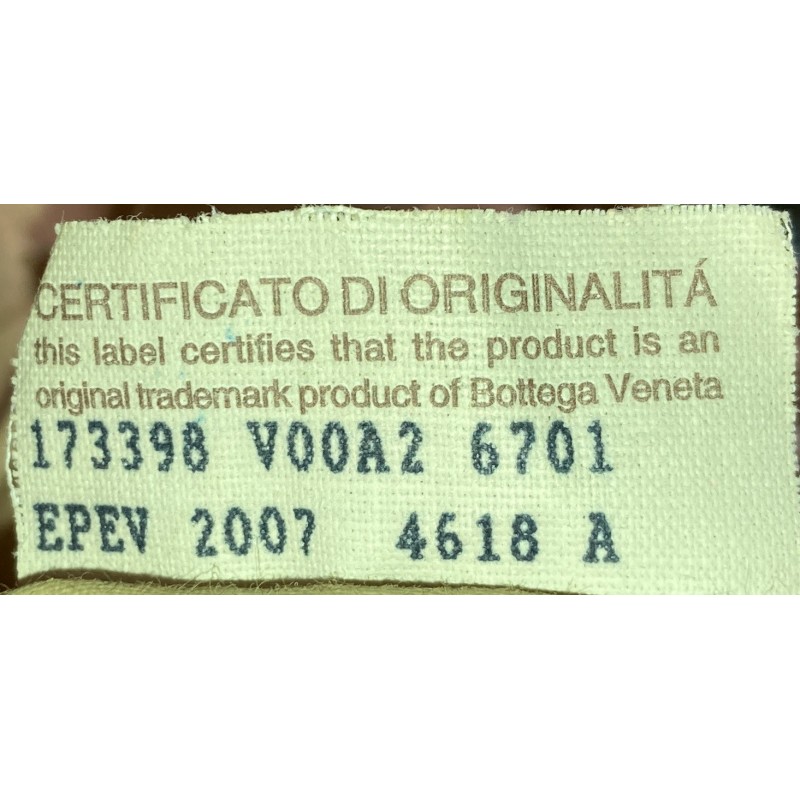 CERTIFICATO DI ORIGINALITÁ
this label certifies that the product is an
original trademark product of Bottega Veneta
173398 V00A2 6701
EPEV 2007 4618 A